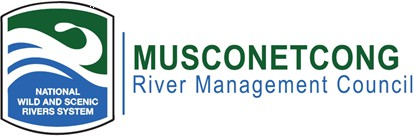 NATIONAL
WILD AND SCENIC
RIVERS SYSTEM
MUSCONETCONG
River Management Council